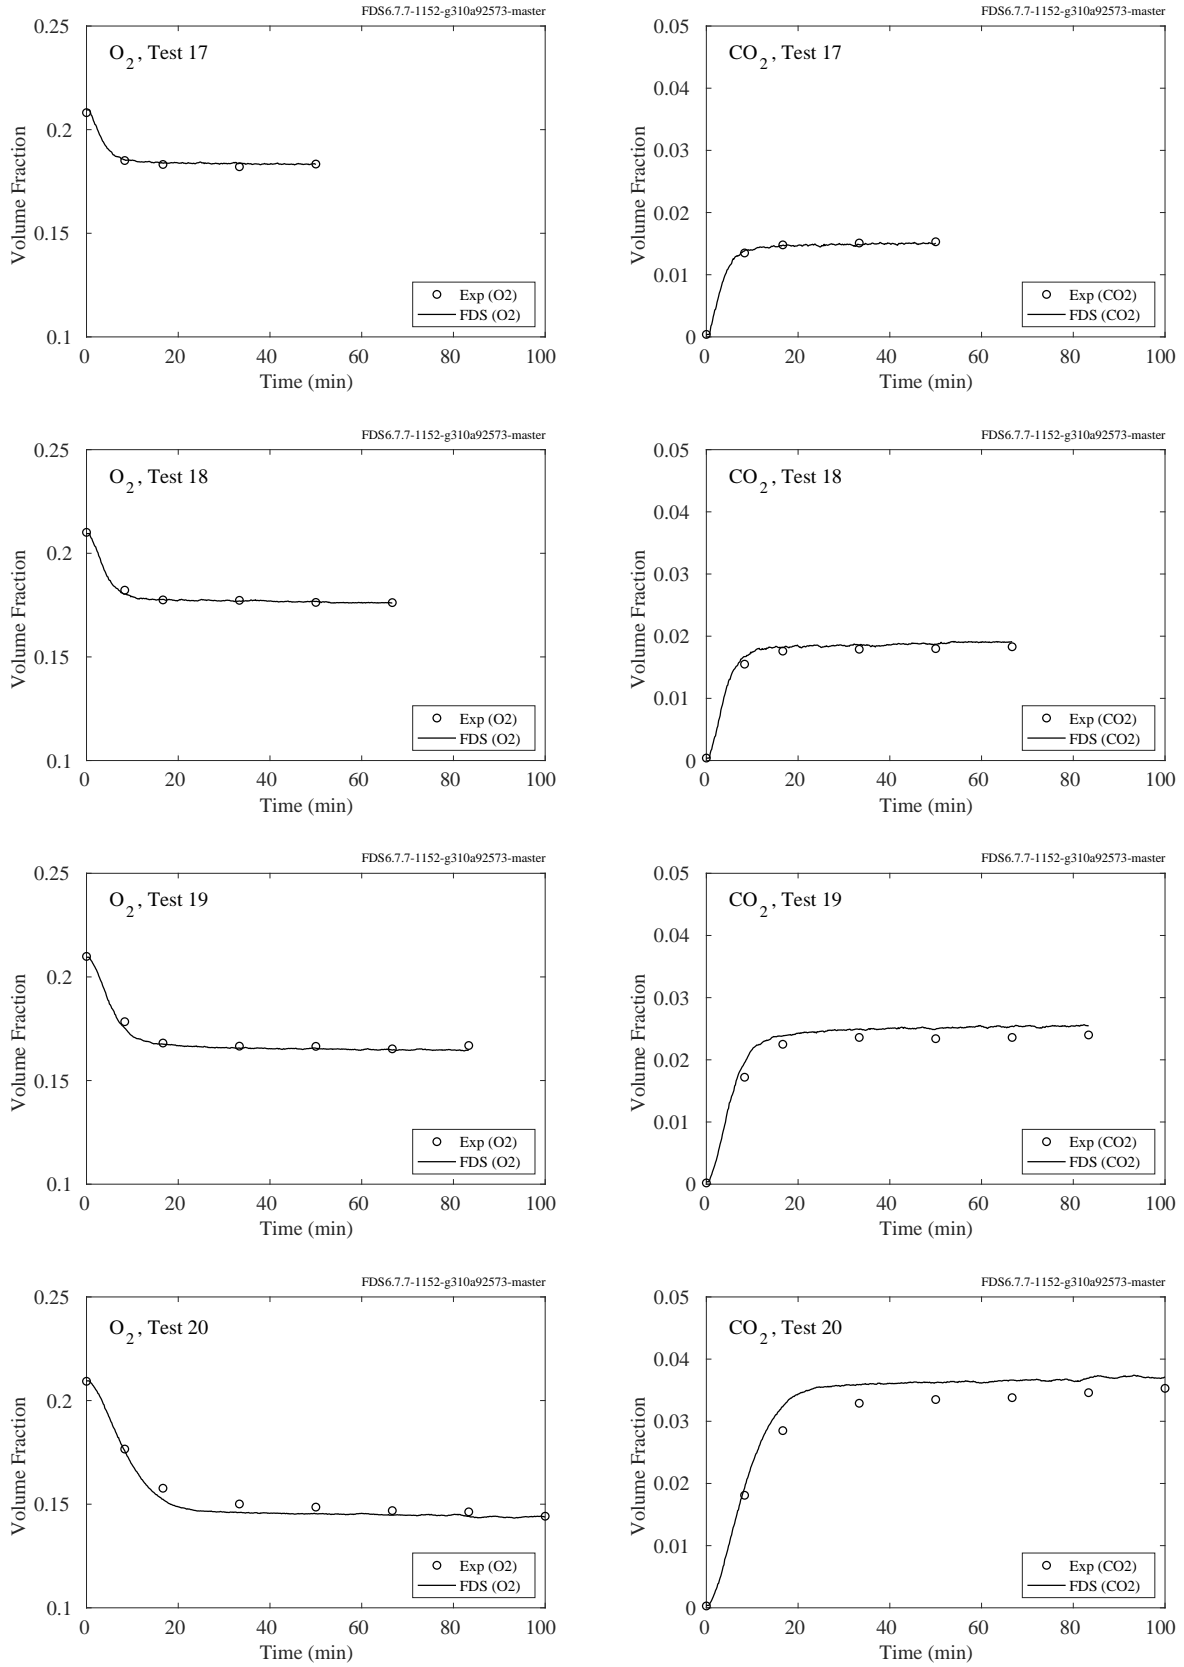 FDS6.7.7-1152-g310a92573-master
O2, Test 17
Volume Fraction
0.25
0.2
0.15
0.1
0 20 40 60 80 100
Time (min)
Exp (O2)
FDS (O2)
FDS6.7.7-1152-g310a92573-master
CO2, Test 17
Volume Fraction
0.05
0.04
0.03
0.02
0.01
0
0 20 40 60 80 100
Time (min)
Exp (CO2)
FDS (CO2)
FDS6.7.7-1152-g310a92573-master
O2, Test 18
Volume Fraction
0.25
0.2
0.15
0.1
0 20 40 60 80 100
Time (min)
Exp (O2)
FDS (O2)
FDS6.7.7-1152-g310a92573-master
CO2, Test 18
Volume Fraction
0.05
0.04
0.03
0.02
0.01
0
0 20 40 60 80 100
Time (min)
Exp (CO2)
FDS (CO2)
FDS6.7.7-1152-g310a92573-master
O2, Test 19
Volume Fraction
0.25
0.2
0.15
0.1
0 20 40 60 80 100
Time (min)
Exp (O2)
FDS (O2)
FDS6.7.7-1152-g310a92573-master
CO2, Test 19
Volume Fraction
0.05
0.04
0.03
0.02
0.01
0
0 20 40 60 80 100
Time (min)
Exp (CO2)
FDS (CO2)
FDS6.7.7-1152-g310a92573-master
O2, Test 20
Volume Fraction
0.25
0.2
0.15
0.1
0 20 40 60 80 100
Time (min)
Exp (O2)
FDS (O2)
FDS6.7.7-1152-g310a92573-master
CO2, Test 20
Volume Fraction
0.05
0.04
0.03
0.02
0.01
0
0 20 40 60 80 100
Time (min)
Exp (CO2)
FDS (CO2)